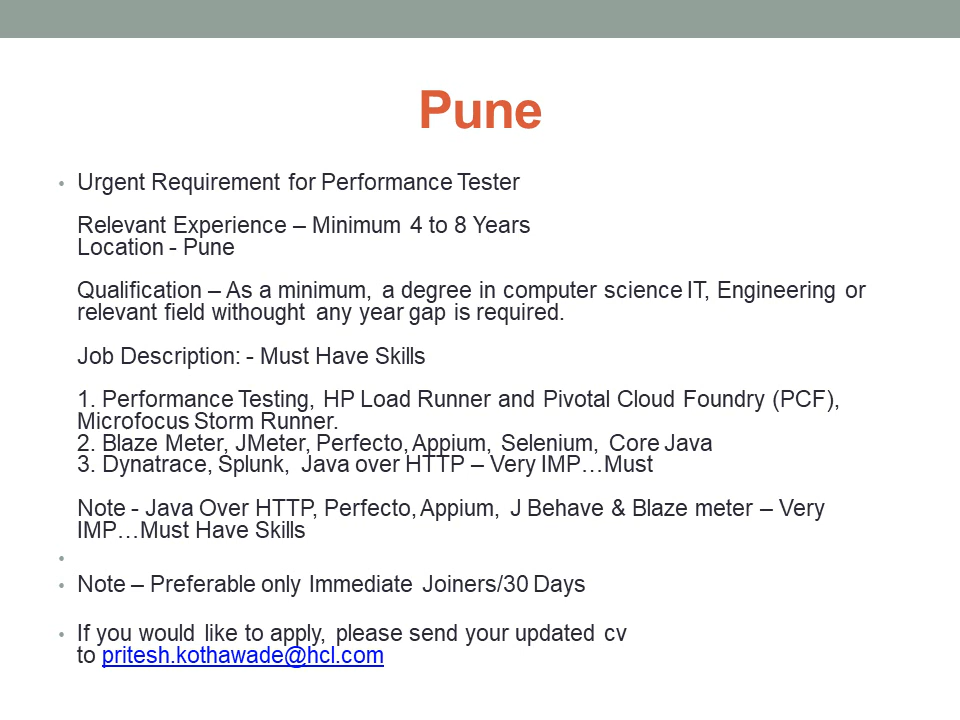 Pune
• Urgent Requirement for Performance Tester
Relevant Experience – Minimum 4 to 8 Years
Location - Pune
Qualification – As a minimum, a degree in computer science IT, Engineering or
relevant field withought any year gap is required.
Job Description: - Must Have Skills
1. Performance Testing, HP Load Runner and Pivotal Cloud Foundry (PCF),
Microfocus Storm Runner.
2. Blaze Meter, JMeter, Perfecto, Appium, Selenium, Core Java
3. Dynatrace, Splunk, Java over HTTP – Very IMP…Must
Note - Java Over HTTP, Perfecto, Appium, J Behave & Blaze meter – Very
IMP…Must Have Skills
•
• Note – Preferable only Immediate Joiners/30 Days
• If you would like to apply, please send your updated cv
to pritesh.kothawade@hcl.com